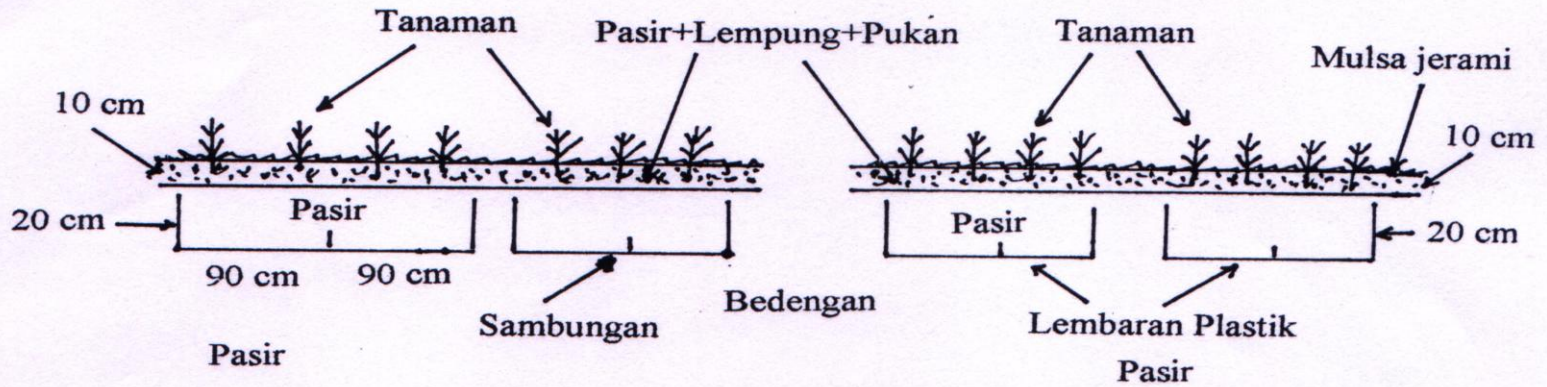 Tanaman
Pasir+Lempung+Pukan
Tanaman
Mulsa jerami
10 cm
10 cm
20 cm
Pasir
Pasir
20 cm
90 cm
90 cm
Sambungan
Bedengan
Lembaran Plastik
Pasir
Pasir